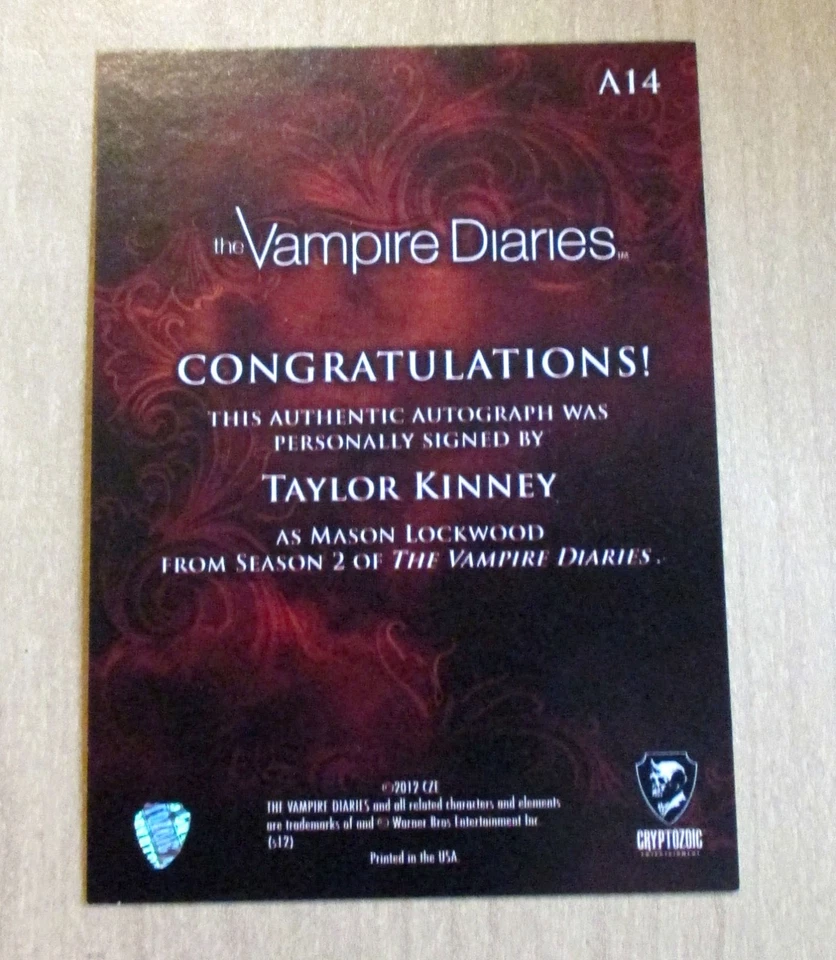 A14
the Vampire Diaries™
CONGRATULATIONS!
THIS AUTHENTIC AUTOGRAPH WAS
PERSONALLY SIGNED BY
TAYLOR KINNEY
AS MASON LOCKWOOD
FROM SEASON 2 OF THE VAMPIRE DIARIES.
©2012 CZE
THE VAMPIRE DIARIES and all related characters and elements
are trademarks of and © Warner Bros Entertainment Inc
(s12)
Printed in the USA
CRYPTOZOIC
ENTERTAINMENT